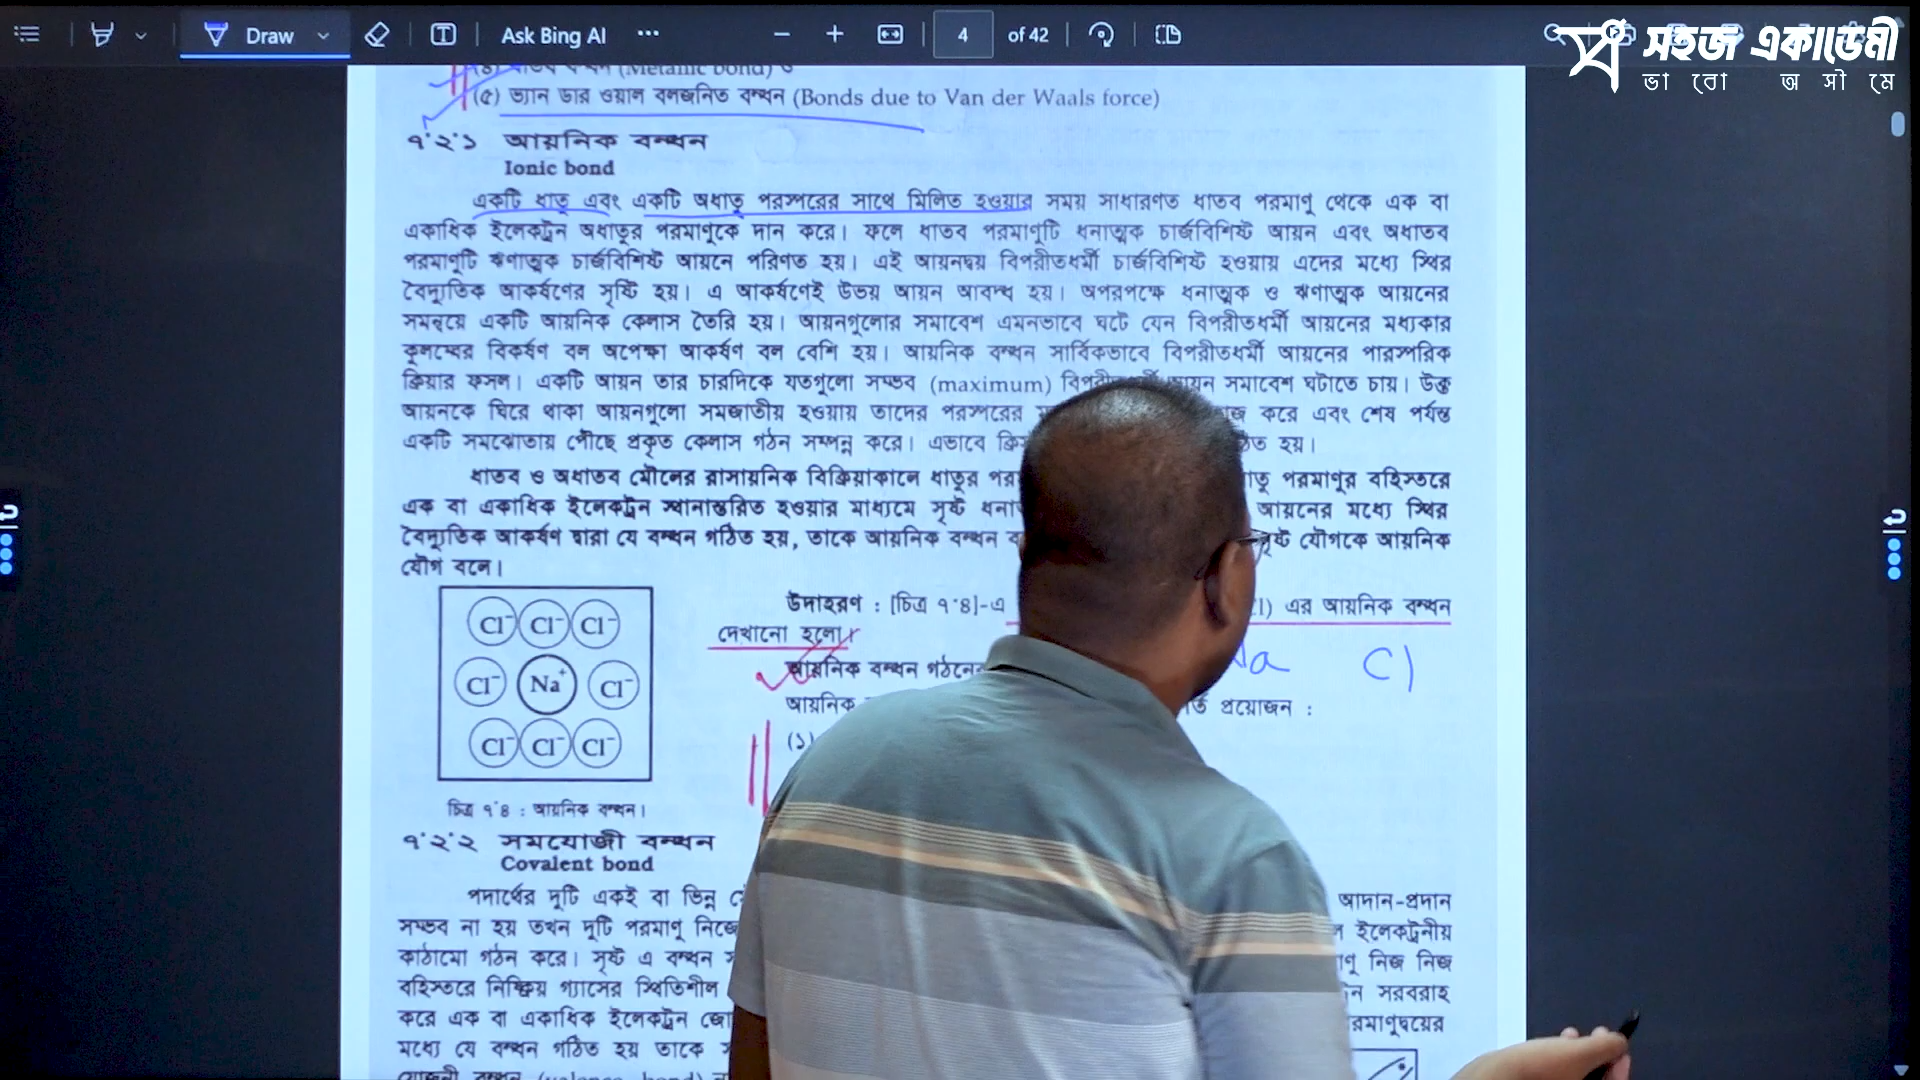 Draw
Ask Bing AI
4 of 42
সহজ একাডেমী
ভাবো অসীমে
(Metallic bond) ও
(৫) ভ্যান ডার ওয়াল বলজনিত বন্ধন (Bonds due to Van der Waals force)
৭˙২˙১ আয়নিক বন্ধন
Ionic bond
একটি ধাতু এবং একটি অধাতু পরস্পরের সাথে মিলিত হওয়ার সময় সাধারণত ধাতব পরমাণু থেকে এক বা
একাধিক ইলেকট্রন অধাতুর পরমাণুকে দান করে। ফলে ধাতব পরমাণুটি ধনাত্মক চার্জবিশিষ্ট আয়ন এবং অধাতব
পরমাণুটি ঋণাত্মক চার্জবিশিষ্ট আয়নে পরিণত হয়। এই আয়নদ্বয় বিপরীতধর্মী চার্জবিশিষ্ট হওয়ায় এদের মধ্যে স্থির
বৈদ্যুতিক আকর্ষণের সৃষ্টি হয়। এ আকর্ষণেই উভয় আয়ন আবদ্ধ হয়। অপরপক্ষে ধনাত্মক ও ঋণাত্মক আয়নের
সমন্বয়ে একটি আয়নিক কেলাস তৈরি হয়। আয়নগুলোর সমাবেশ এমনভাবে ঘটে যেন বিপরীতধর্মী আয়নের মধ্যকার
কুলম্বের বিকর্ষণ বল অপেক্ষা আকর্ষণ বল বেশি হয়। আয়নিক বন্ধন সার্বিকভাবে বিপরীতধর্মী আয়নের পারস্পরিক
ক্রিয়ার ফসল। একটি আয়ন তার চারদিকে যতগুলো সম্ভব (maximum) আয়ন সমাবেশ ঘটাতে চায়। উক্ত
আয়নকে ঘিরে থাকা আয়নগুলো সমজাতীয় হওয়ায় তাদের পরস্পরের করে এবং শেষ পর্যন্ত
একটি সমঝোতায় পৌঁছে প্রকৃত কেলাস গঠন সম্পন্ন করে। এভাবে হয়।
ধাতব ও অধাতব মৌলের রাসায়নিক বিক্রিয়াকালে ধাতুর পরমাণুর বহিস্তরে
এক বা একাধিক ইলেকট্রন স্থানান্তরিত হওয়ার মাধ্যমে সৃষ্ট আয়নের মধ্যে স্থির
বৈদ্যুতিক আকর্ষণ দ্বারা যে বন্ধন গঠিত হয়, তাকে আয়নিক বন্ধন যৌগকে আয়নিক
যৌগ বলে।
Cl⁻ Cl⁻ Cl⁻
Cl⁻ Na⁺ Cl⁻
Cl⁻ Cl⁻ Cl⁻
চিত্র ৭˙৪ : আয়নিক বন্ধন।
উদাহরণ : [চিত্র ৭˙৪]-এ এর আয়নিক বন্ধন
দেখানো হলো।
আয়নিক বন্ধন গঠনের
Cl
আয়নিক প্রয়োজন :
(১)
৭˙২˙২ সমযোজী বন্ধন
Covalent bond
পদার্থের দুটি একই বা ভিন্ন আদান-প্রদান
সম্ভব না হয় তখন দুটি পরমাণু ইলেকট্রনীয়
কাঠামো গঠন করে। সৃষ্ট এ বন্ধন নিজ নিজ
বহিস্তরে নিষ্ক্রিয় গ্যাসের স্থিতিশীল সরবরাহ
করে এক বা একাধিক ইলেকট্রন
মধ্যে যে বন্ধন গঠিত হয় তাকে